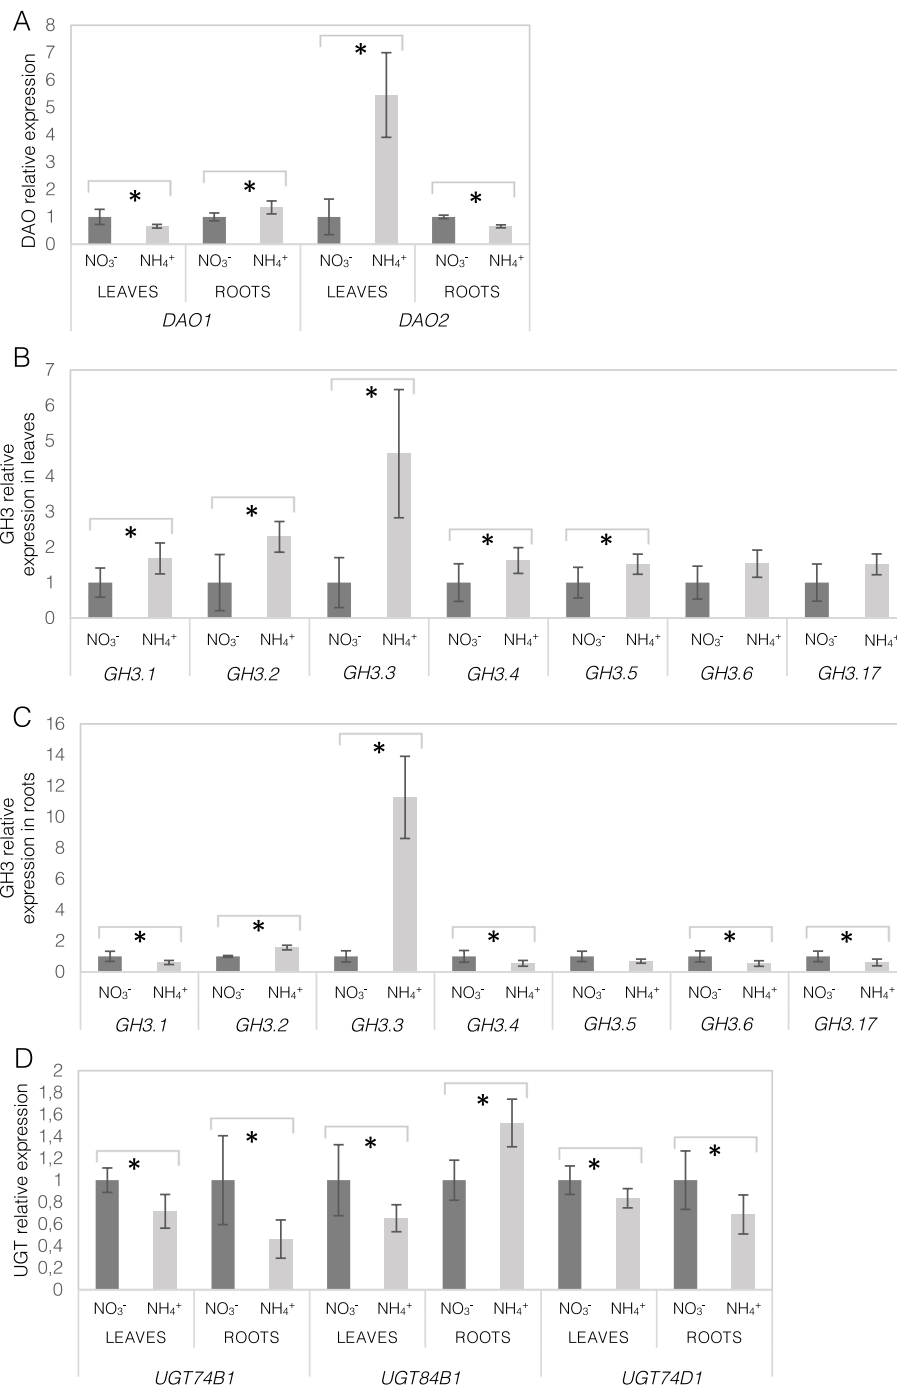 A
DAO relative expression
8
7
6
5
4
3
2
1
0
* * * *
NO₃⁻ NH₄⁺ NO₃⁻ NH₄⁺ NO₃⁻ NH₄⁺ NO₃⁻ NH₄⁺
LEAVES ROOTS LEAVES ROOTS
DAO1 DAO2
B
GH3 relative
expression in leaves
7
6
5
4
3
2
1
0
* * * * *
NO₃⁻ NH₄⁺ NO₃⁻ NH₄⁺ NO₃⁻ NH₄⁺ NO₃⁻ NH₄⁺ NO₃⁻ NH₄⁺ NO₃⁻ NH₄⁺ NO₃⁻ NH₄⁺
GH3.1 GH3.2 GH3.3 GH3.4 GH3.5 GH3.6 GH3.17
C
GH3 relative
expression in roots
16
14
12
10
8
6
4
2
0
* * * * * *
NO₃⁻ NH₄⁺ NO₃⁻ NH₄⁺ NO₃⁻ NH₄⁺ NO₃⁻ NH₄⁺ NO₃⁻ NH₄⁺ NO₃⁻ NH₄⁺ NO₃⁻ NH₄⁺
GH3.1 GH3.2 GH3.3 GH3.4 GH3.5 GH3.6 GH3.17
D
UGT relative expression
2
1,8
1,6
1,4
1,2
1
0,8
0,6
0,4
0,2
0
* * * * * *
NO₃⁻ NH₄⁺ NO₃⁻ NH₄⁺ NO₃⁻ NH₄⁺ NO₃⁻ NH₄⁺ NO₃⁻ NH₄⁺ NO₃⁻ NH₄⁺
LEAVES ROOTS LEAVES ROOTS LEAVES ROOTS
UGT74B1 UGT84B1 UGT74D1